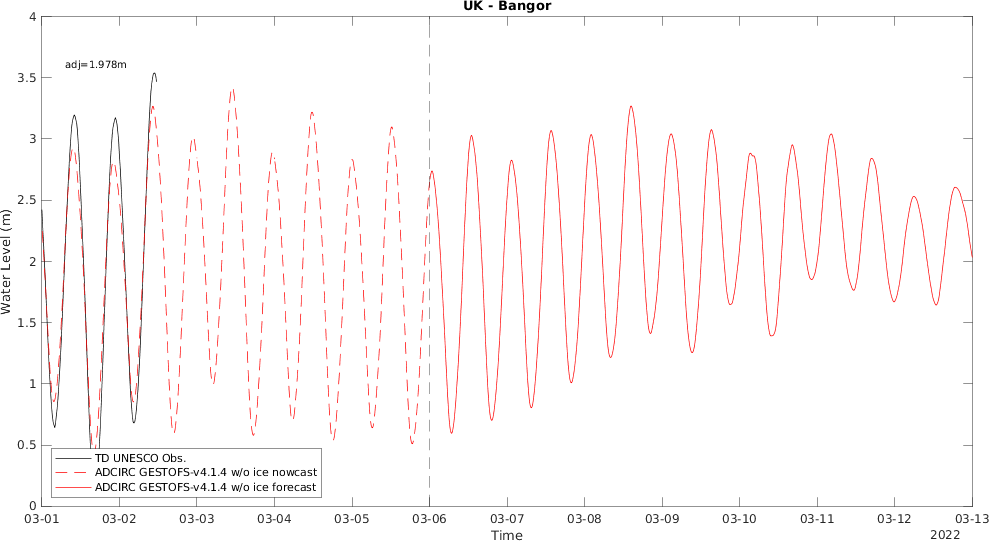 UK - Bangor
adj=1.978m
Water Level (m)
4
3.5
3
2.5
2
1.5
1
0.5
0
TD UNESCO Obs.
ADCIRC GESTOFS-v4.1.4 w/o ice nowcast
ADCIRC GESTOFS-v4.1.4 w/o ice forecast
03-01 03-02 03-03 03-04 03-05 03-06 03-07 03-08 03-09 03-10 03-11 03-12 03-13
Time
2022